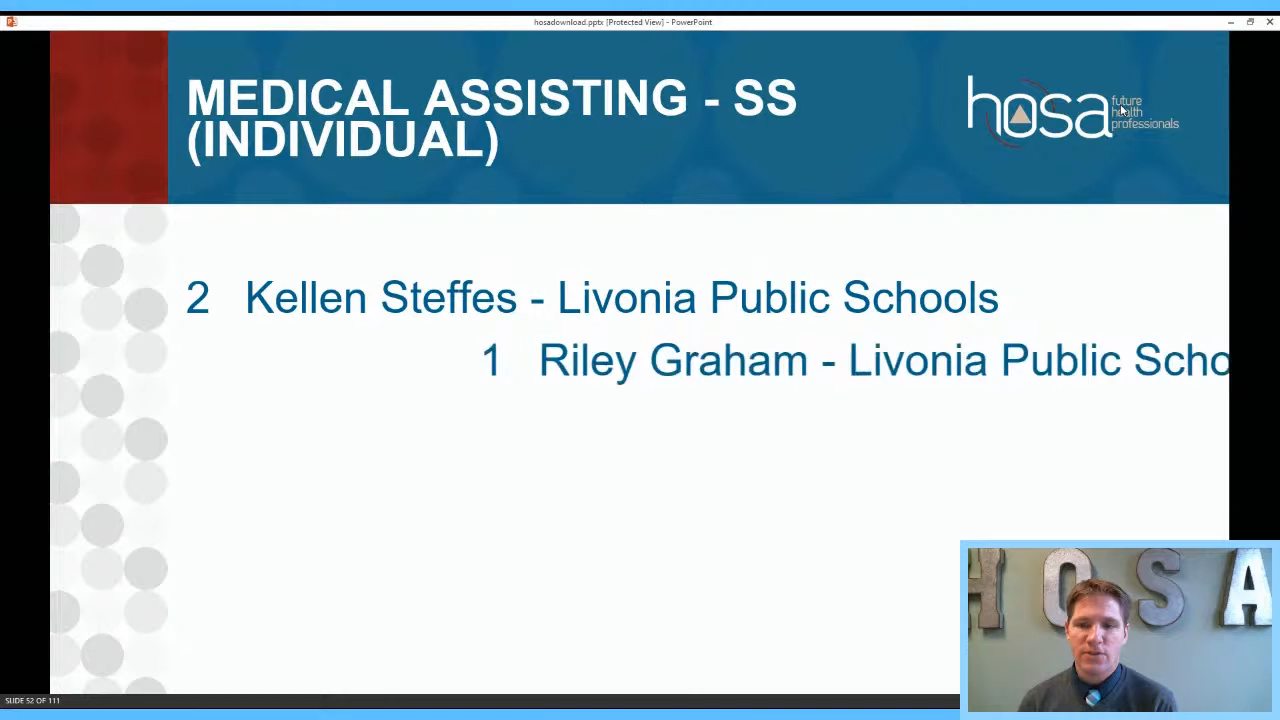 hosadownload.pptx [Protected View] - PowerPoint
MEDICAL ASSISTING - SS
(INDIVIDUAL)
hosa
future
health
professionals
2 Kellen Steffes - Livonia Public Schools
1 Riley Graham - Livonia Public Scho
HOSA
SLIDE 52 OF 111